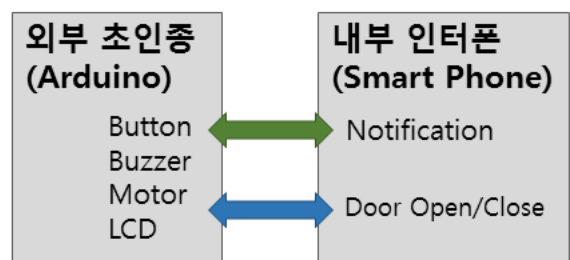 외부 초인종
(Arduino)
Button
Buzzer
Motor
LCD
내부 인터폰
(Smart Phone)
Notification
Door Open/Close